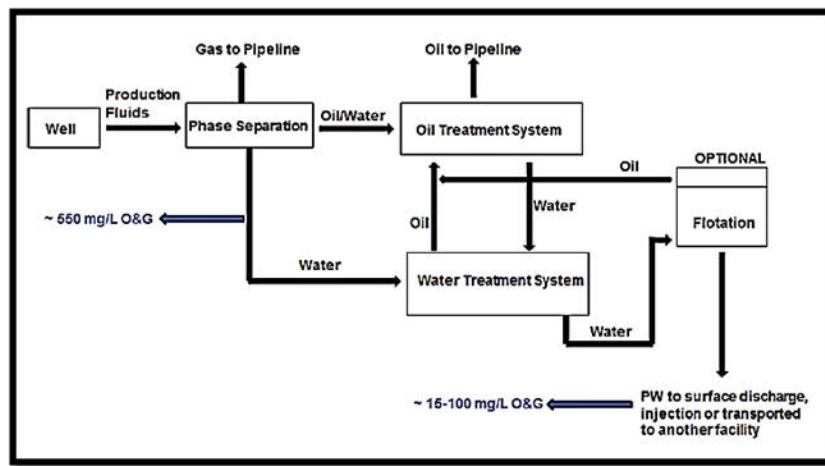 Gas to Pipeline
Oil to Pipeline
Production
Fluids
Well
Phase Separation
Oil/Water
Oil Treatment System
OPTIONAL
Oil
Flotation
~ 550 mg/L O&G
Oil
Water
Water
Water Treatment System
Water
~ 15-100 mg/L O&G
PW to surface discharge,
injection or transported
to another facility